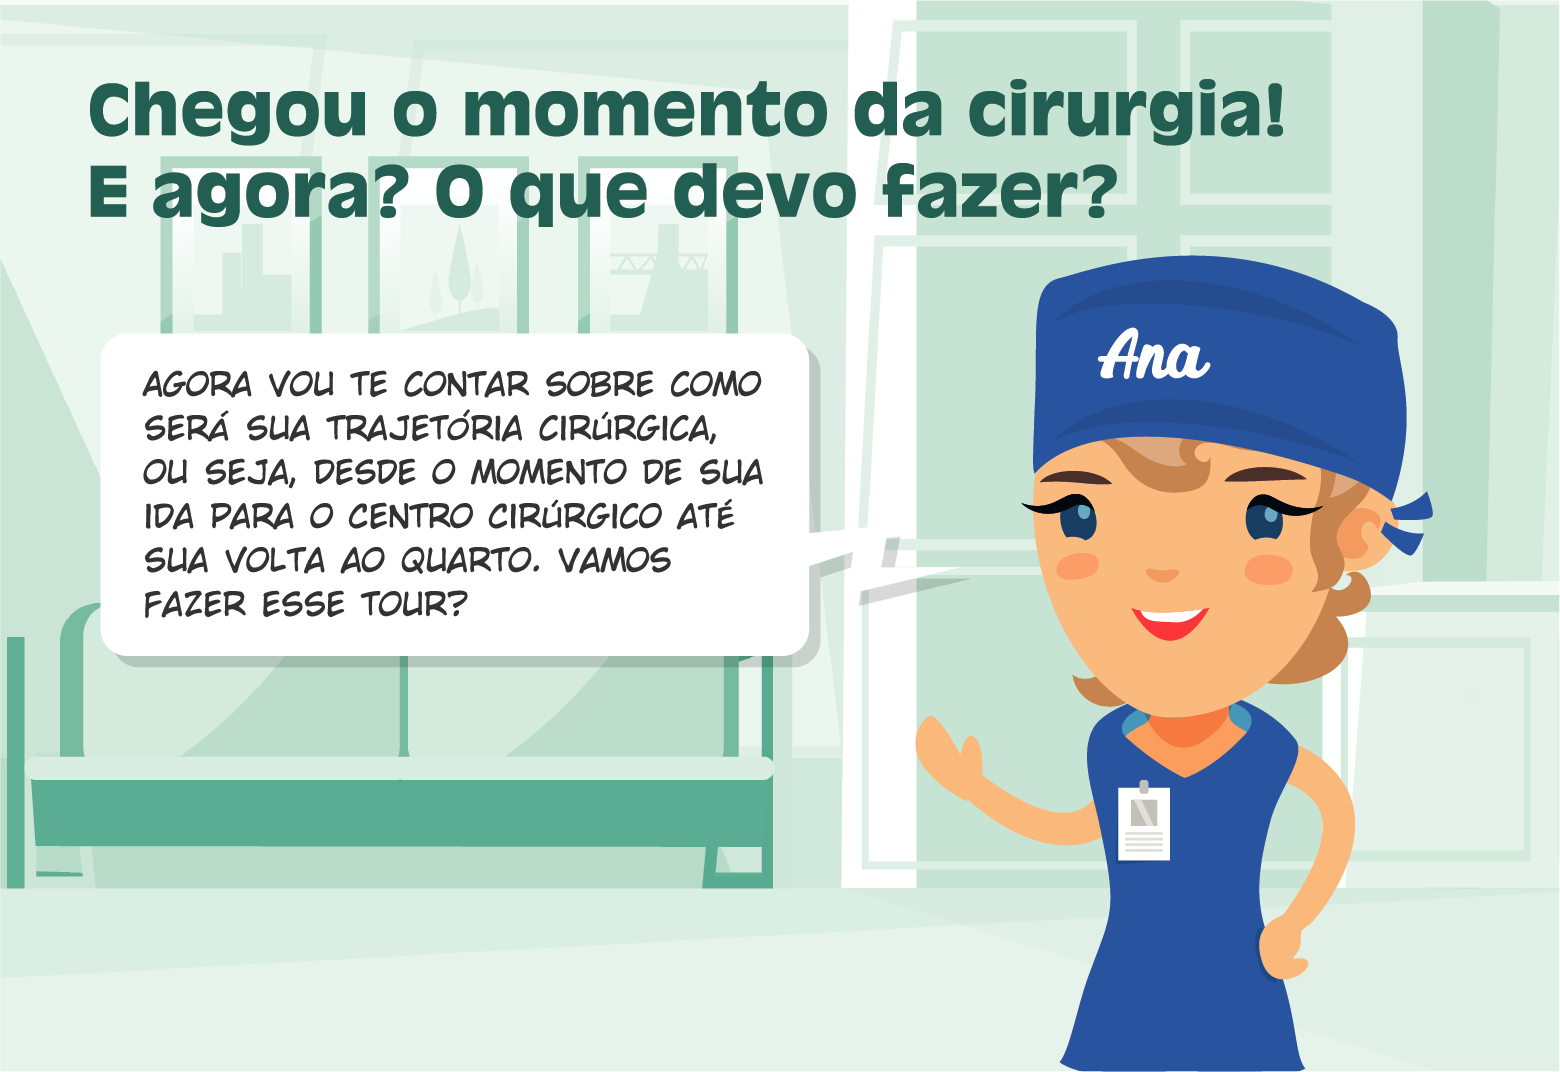 Chegou o momento da cirurgia!
E agora? O que devo fazer?
Ana
AGORA VOU TE CONTAR SOBRE COMO
SERÁ SUA TRAJETÓRIA CIRÚRGICA,
OU SEJA, DESDE O MOMENTO DE SUA
IDA PARA O CENTRO CIRÚRGICO ATÉ
SUA VOLTA AO QUARTO. VAMOS
FAZER ESSE TOUR?